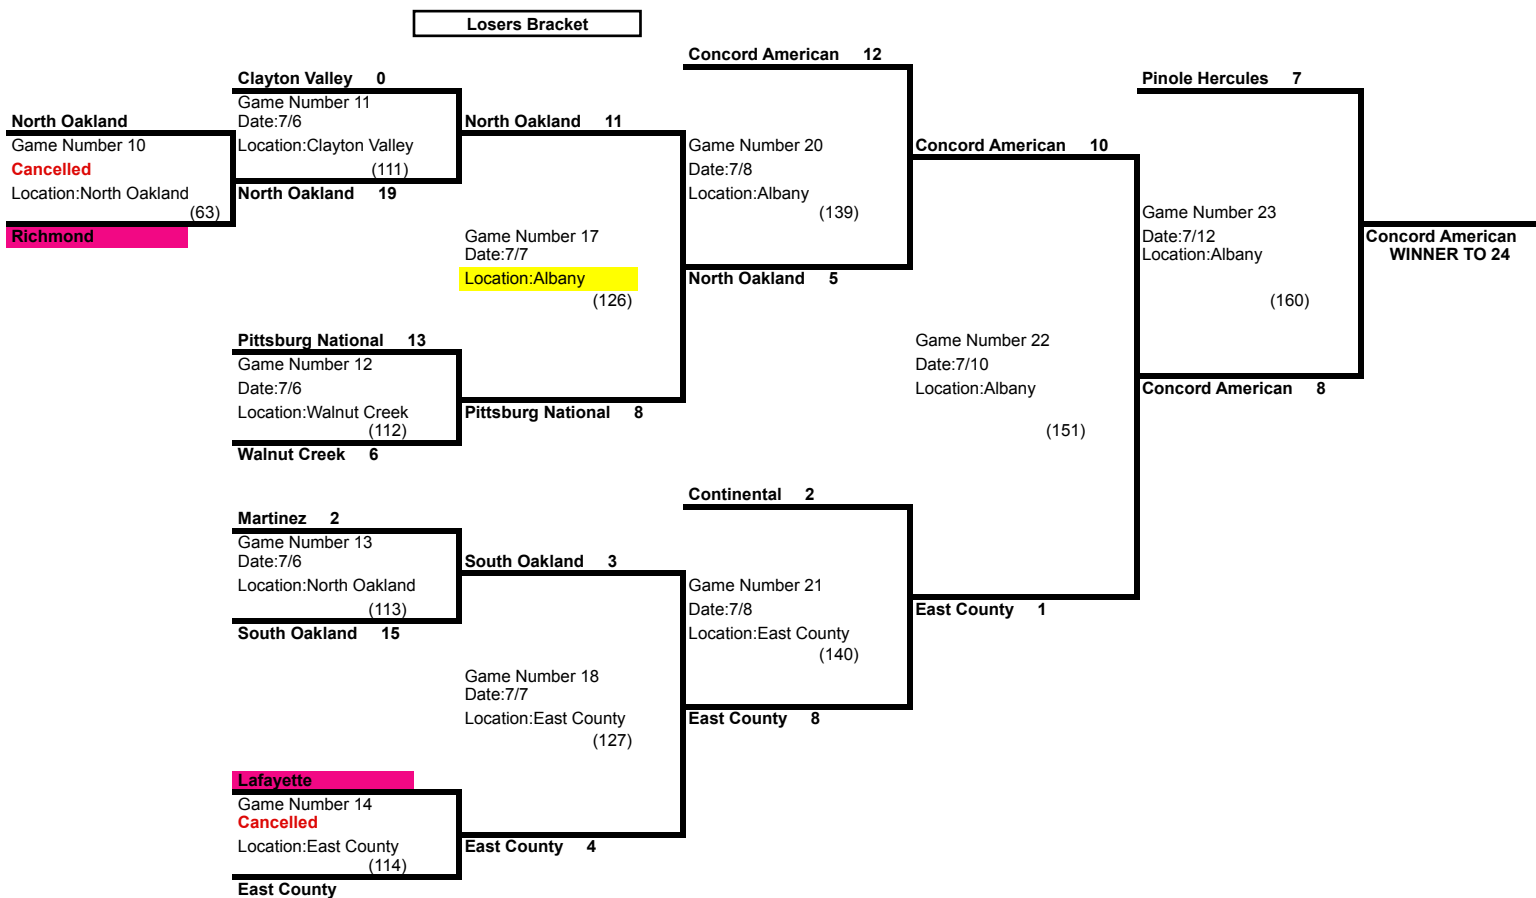 Losers Bracket
North Oakland
Game Number 10
Cancelled
Location:North Oakland
(63)
Richmond
Clayton Valley 0
Game Number 11
Date:7/6
Location:Clayton Valley
(111)
North Oakland 19
Pittsburg National 13
Game Number 12
Date:7/6
Location:Walnut Creek
(112)
Walnut Creek 6
Martinez 2
Game Number 13
Date:7/6
Location:North Oakland
(113)
South Oakland 15
Lafayette
Game Number 14
Cancelled
Location:East County
(114)
East County
North Oakland 11
Game Number 17
Date:7/7
Location:Albany
(126)
Pittsburg National 8
South Oakland 3
Game Number 18
Date:7/7
Location:East County
(127)
East County 4
Concord American 12
Game Number 20
Date:7/8
Location:Albany
(139)
North Oakland 5
Continental 2
Game Number 21
Date:7/8
Location:East County
(140)
East County 8
Concord American 10
Game Number 22
Date:7/10
Location:Albany
(151)
East County 1
Pinole Hercules 7
Game Number 23
Date:7/12
Location:Albany
(160)
Concord American 8
Concord American
WINNER TO 24